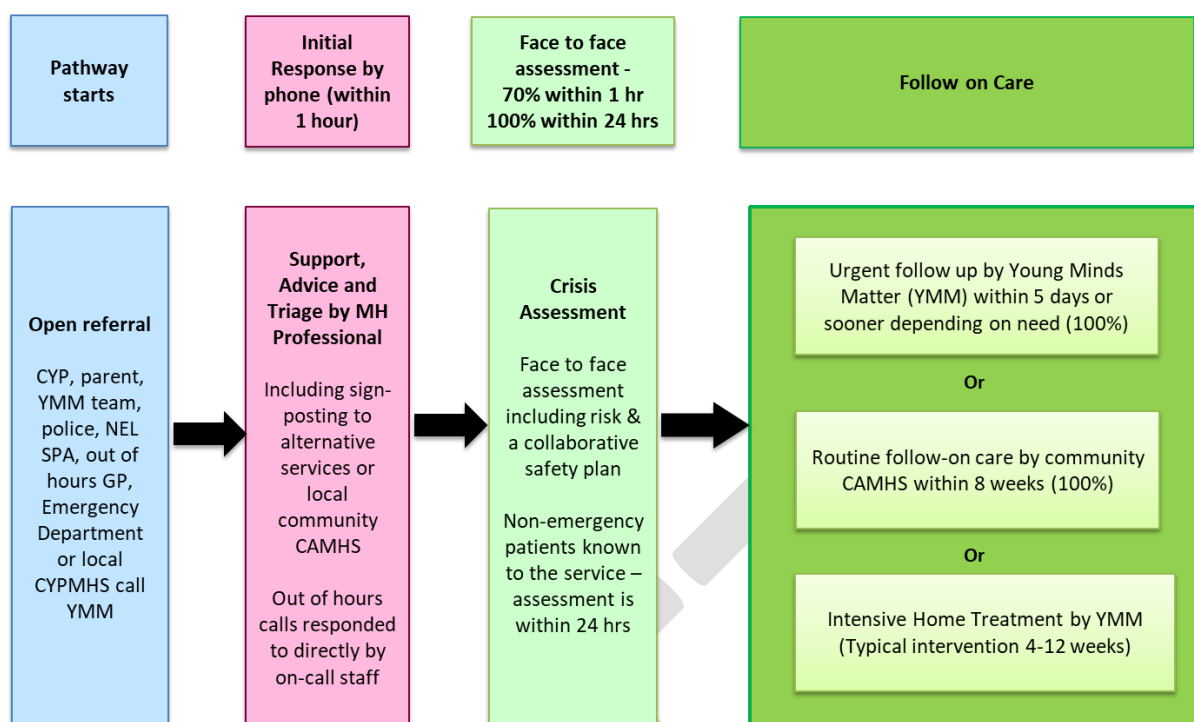 Pathway
starts
Initial
Response by
phone (within
1 hour)
Face to face
assessment -
70% within 1 hr
100% within 24 hrs
Follow on Care
Open referral
CYP, parent,
YMM team,
police, NEL
SPA, out of
hours GP,
Emergency
Department
or local
CYPMHS call
YMM
Support,
Advice and
Triage by MH
Professional
Including sign-
posting to
alternative
services or
local
community
CAMHS
Out of hours
calls responded
to directly by
on-call staff
Crisis
Assessment
Face to face
assessment
including risk &
a collaborative
safety plan
Non-emergency
patients known
to the service –
assessment is
within 24 hrs
Urgent follow up by Young Minds
Matter (YMM) within 5 days or
sooner depending on need (100%)
Or
Routine follow-on care by community
CAMHS within 8 weeks (100%)
Or
Intensive Home Treatment by YMM
(Typical intervention 4-12 weeks)